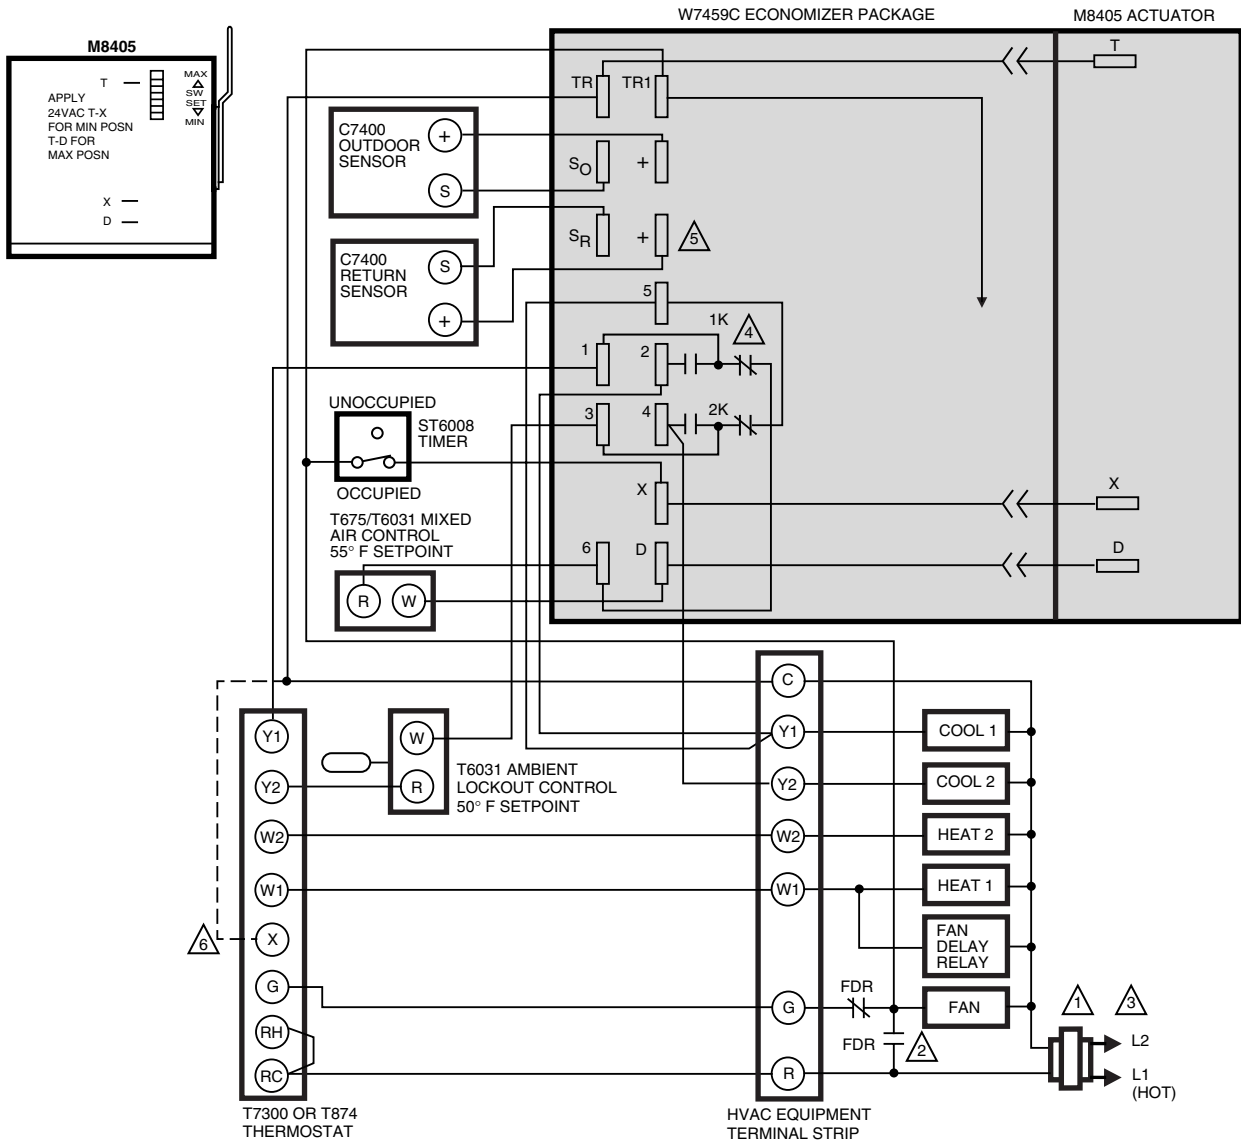 W7459C ECONOMIZER PACKAGE
M8405 ACTUATOR
M8405
T
APPLY
24VAC T-X
FOR MIN POSN
T-D FOR
MAX POSN
MAX
SW
SET
MIN
X
D
C7400
OUTDOOR
SENSOR
+
S
C7400
RETURN
SENSOR
S
+
TR
TR1
SO
+
SR
+
5
5
1
2
1K
4
3
4
2K
X
6
D
T
X
D
UNOCCUPIED
ST6008
TIMER
OCCUPIED
T675/T6031 MIXED
AIR CONTROL
55° F SETPOINT
R
W
Y1
Y2
W2
W1
X
G
RH
RC
6
W
R
T6031 AMBIENT
LOCKOUT CONTROL
50° F SETPOINT
C
Y1
Y2
W2
W1
G
R
COOL 1
COOL 2
HEAT 2
HEAT 1
FAN
DELAY
RELAY
FAN
FDR
FDR
2
1
3
L2
L1
(HOT)
T7300 OR T874
THERMOSTAT
HVAC EQUIPMENT
TERMINAL STRIP